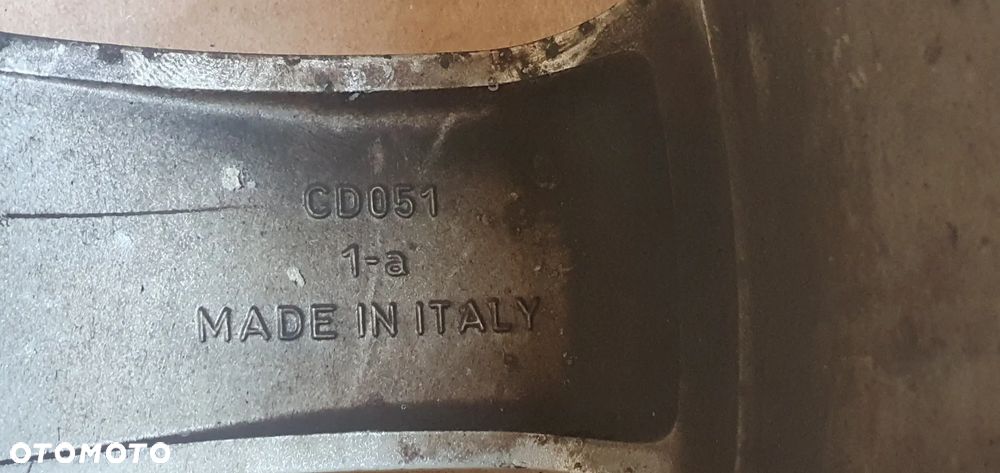 CD051
1-a
MADE IN ITALY
OTOMOTO